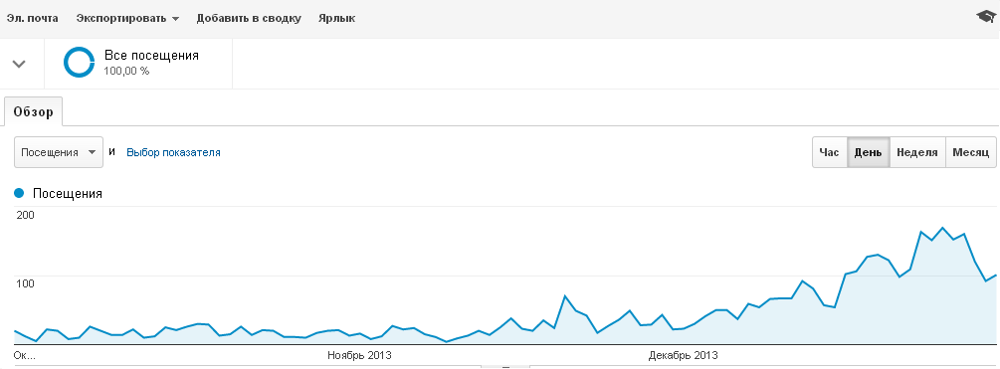 Эл. почта Экспортировать Добавить в сводку Ярлык
Все посещения
100,00 %
Обзор
Посещения и Выбор показателя Час День Неделя Месяц
Посещения
200
100
Ок... Ноябрь 2013 Декабрь 2013